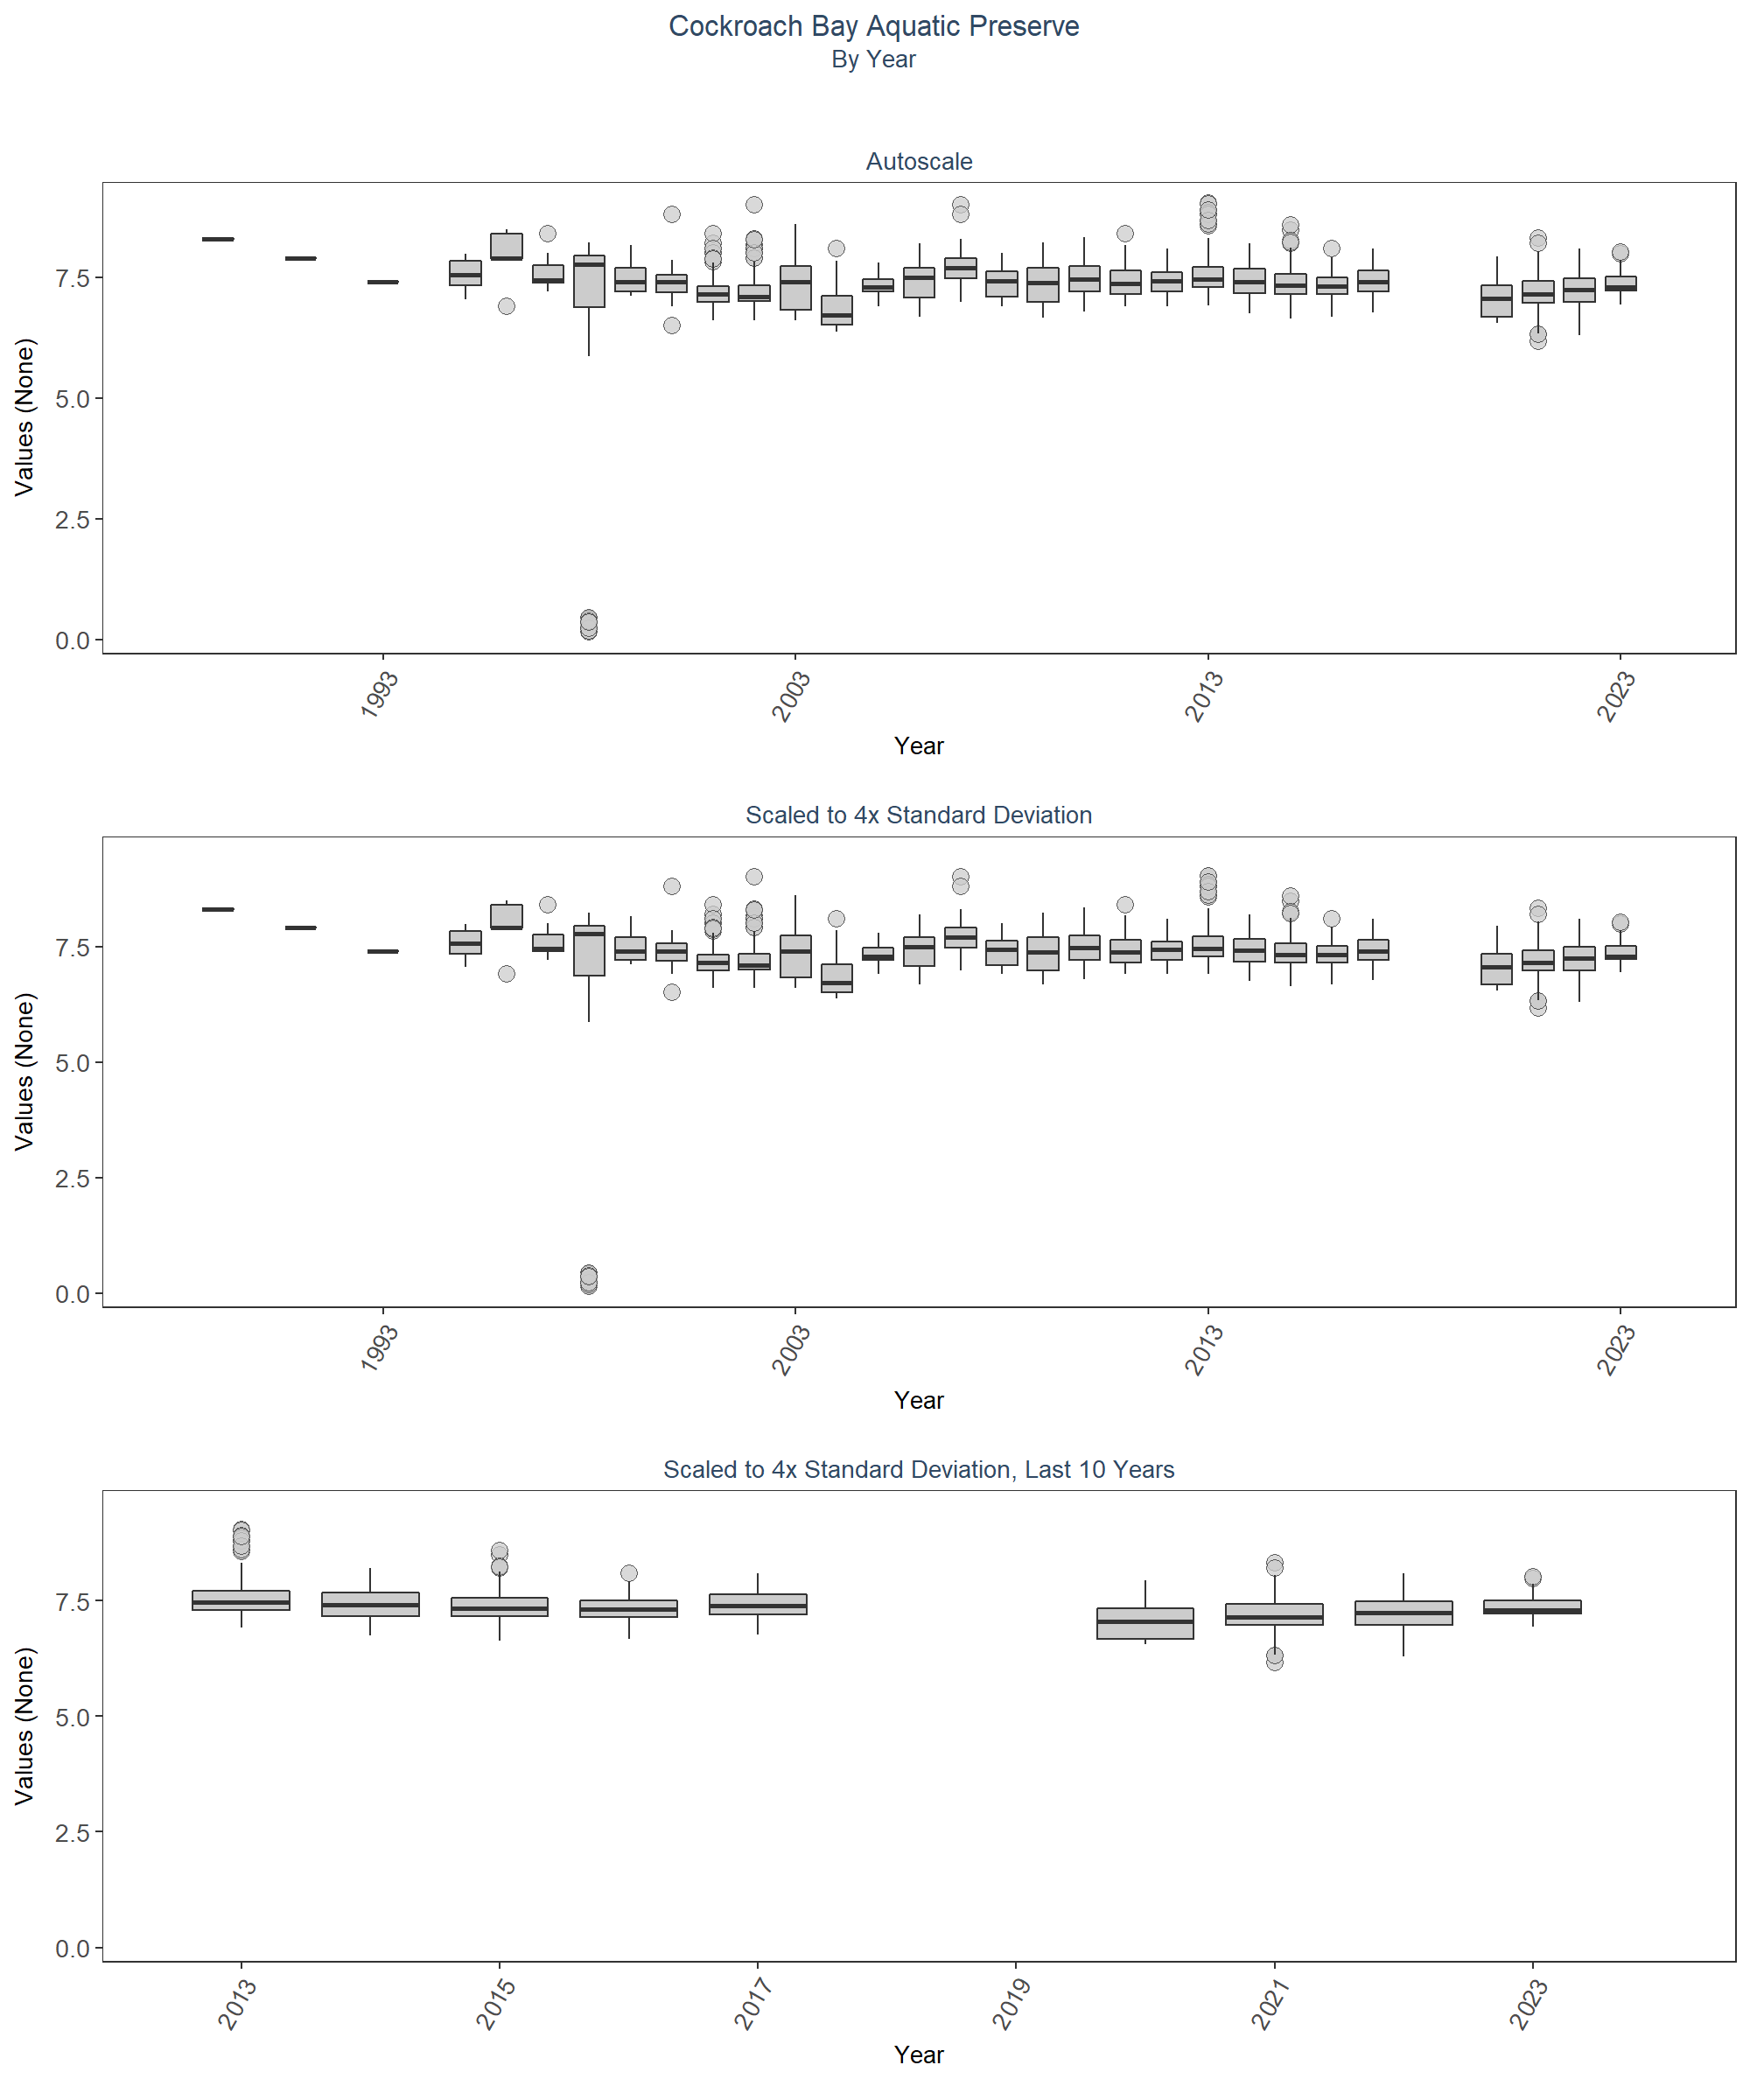 Cockroach Bay Aquatic Preserve
By Year
Autoscale
Values (None)
7.5
5.0
2.5
0.0
1993
2003
2013
2023
Year
Scaled to 4x Standard Deviation
Values (None)
7.5
5.0
2.5
0.0
1993
2003
2013
2023
Year
Scaled to 4x Standard Deviation, Last 10 Years
Values (None)
7.5
5.0
2.5
0.0
2013
2015
2017
2019
2021
2023
Year